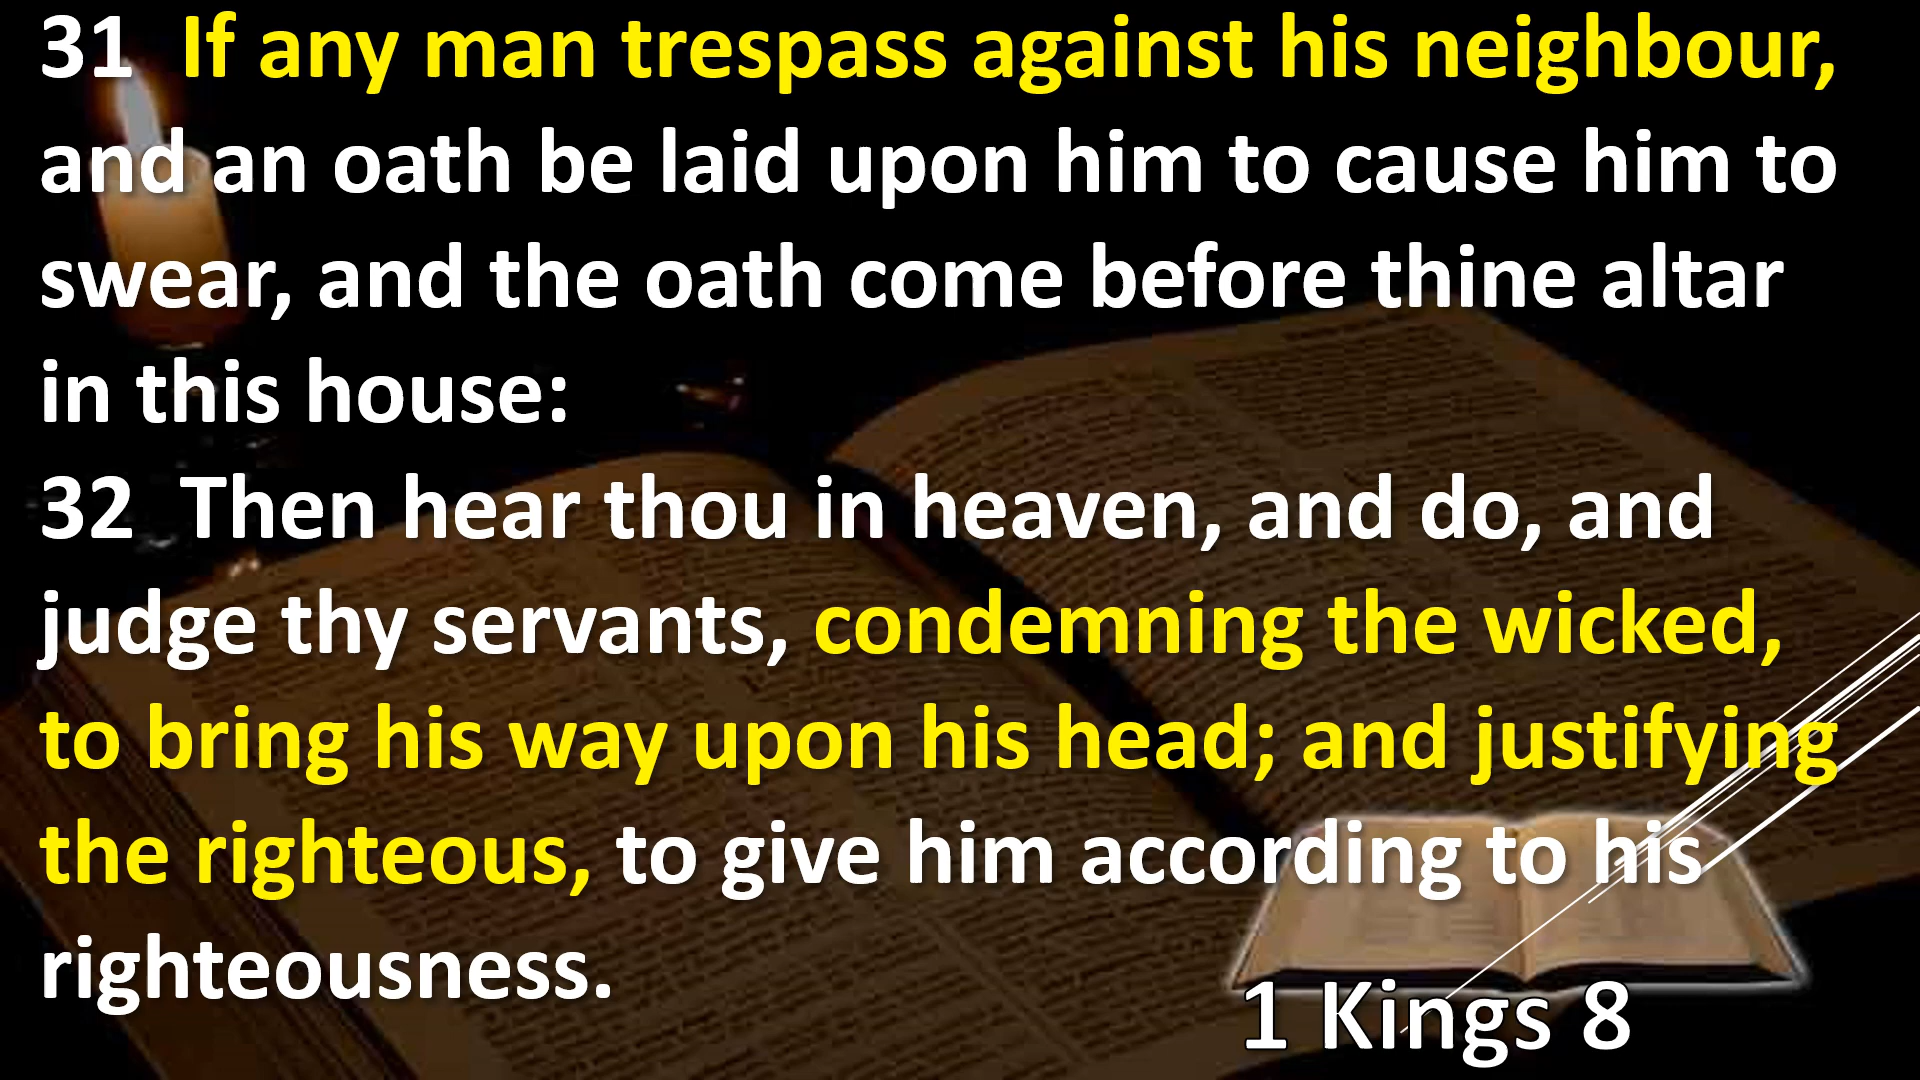 31 If any man trespass against his neighbour,
and an oath be laid upon him to cause him to
swear, and the oath come before thine altar
in this house:
32 Then hear thou in heaven, and do, and
judge thy servants, condemning the wicked,
to bring his way upon his head; and justifying
the righteous, to give him according to his
righteousness.
1 Kings 8